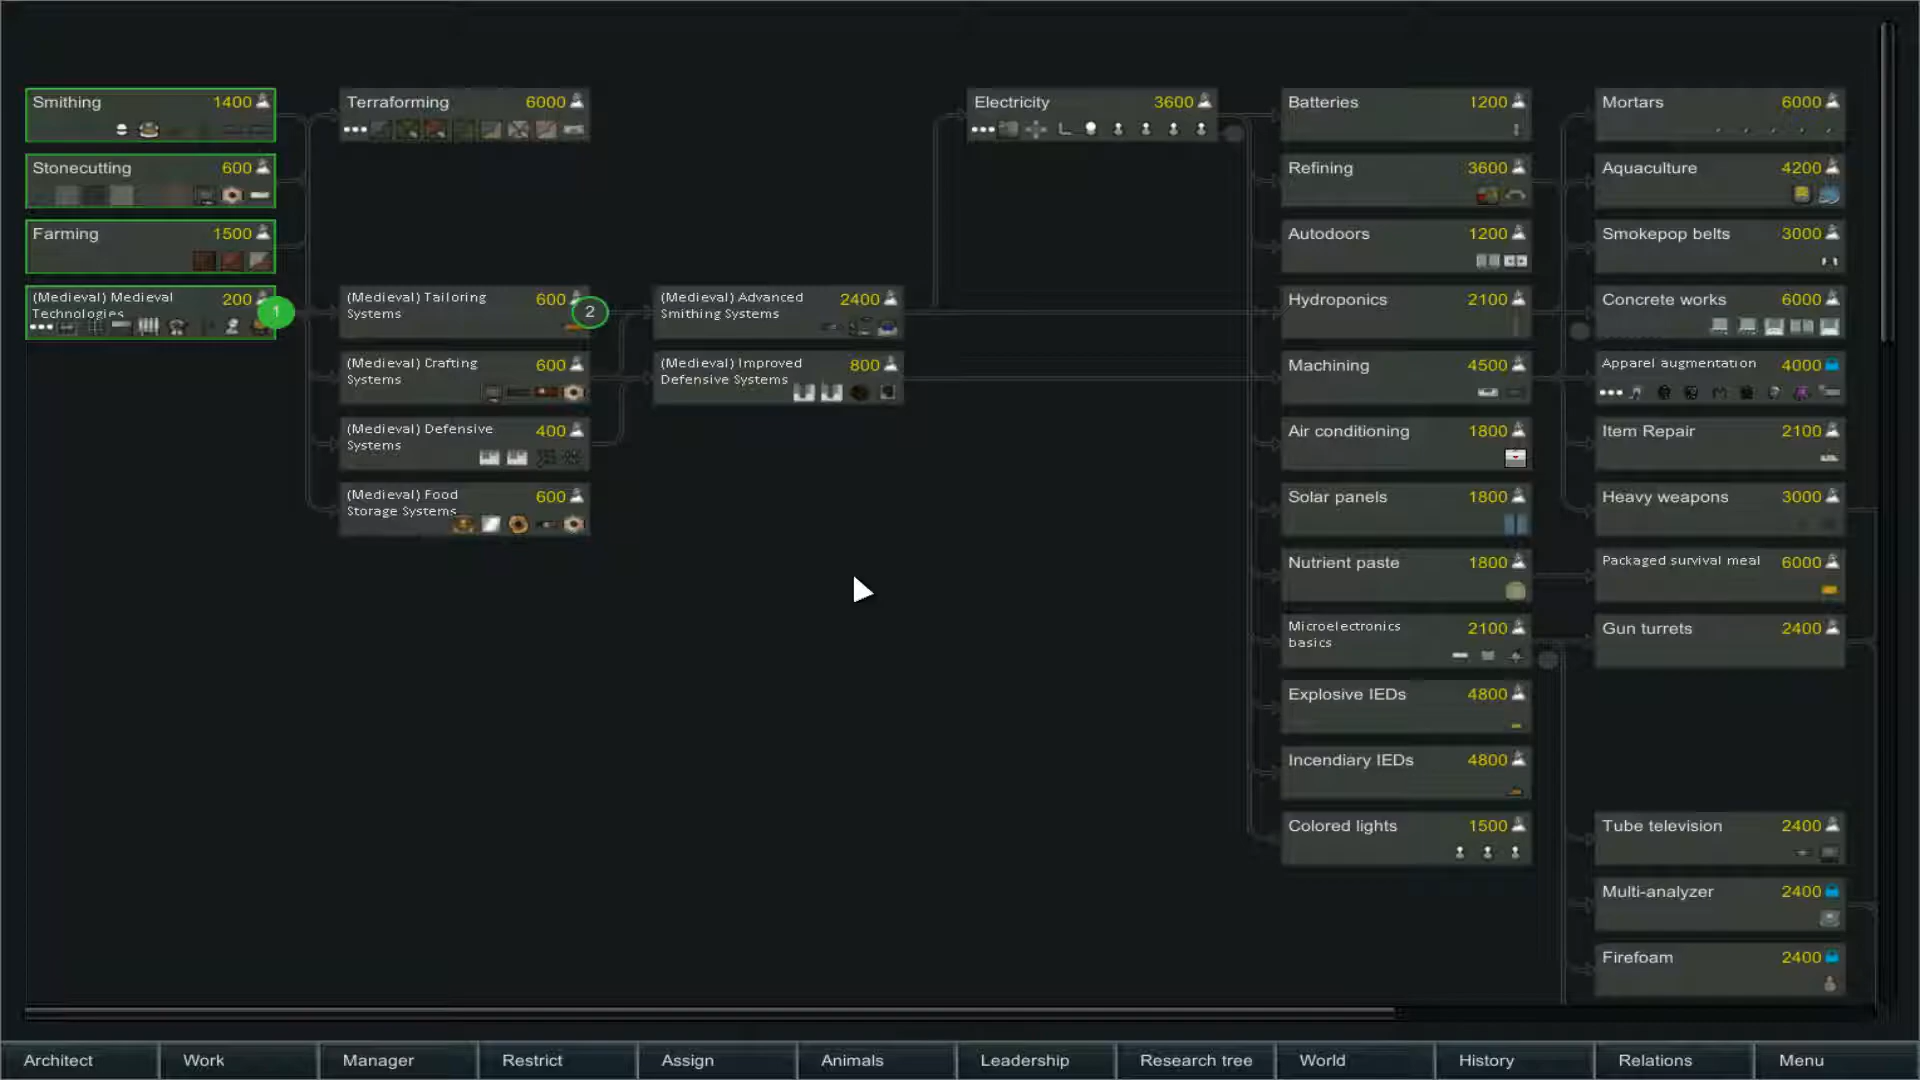 Smithing 1400
Stonecutting 600
Farming 1500
(Medieval) Medieval 200
Technologies
1
Terraforming 6000
(Medieval) Tailoring 600
Systems
2
(Medieval) Crafting 600
Systems
(Medieval) Defensive 400
Systems
(Medieval) Food 600
Storage Systems
(Medieval) Advanced 2400
Smithing Systems
(Medieval) Improved 800
Defensive Systems
Electricity 3600
Batteries 1200
Refining 3600
Autodoors 1200
Hydroponics 2100
Machining 4500
Air conditioning 1800
Solar panels 1800
Nutrient paste 1800
Microelectronics 2100
basics
Explosive IEDs 4800
Incendiary IEDs 4800
Colored lights 1500
Mortars 6000
Aquaculture 4200
Smokepop belts 3000
Concrete works 6000
Apparel augmentation 4000
Item Repair 2100
Heavy weapons 3000
Packaged survival meal 6000
Gun turrets 2400
Tube television 2400
Multi-analyzer 2400
Firefoam 2400
Architect Work Manager Restrict Assign Animals Leadership Research tree World History Relations Menu